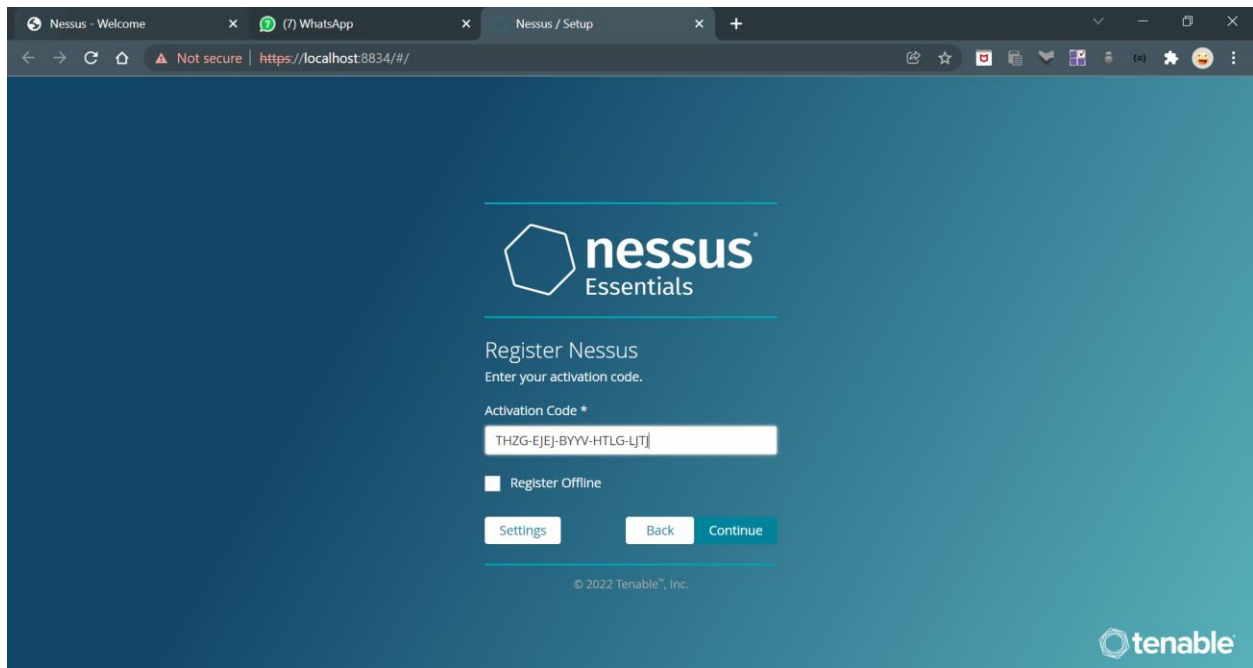 Nessus - Welcome
(7) WhatsApp
Nessus / Setup
Not secure | https://localhost:8834/#/
nessus
Essentials
Register Nessus
Enter your activation code.
Activation Code *
THZG-EJEJ-BYYV-HTLG-LJTJ
Register Offline
Settings Back Continue
© 2022 Tenable™, Inc.
tenable